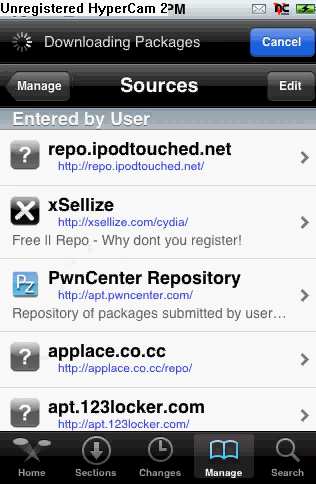 Unregistered HyperCam 2 PM
Downloading Packages
Cancel
Manage
Sources
Edit
Entered by User
repo.ipodtouched.net
http://repo.ipodtouched.net/
xSellize
http://xsellize.com/cydia/
Free II Repo - Why dont you register!
PwnCenter Repository
http://apt.pwncenter.com/
Repository of packages submitted by user…
applace.co.cc
http://applace.co.cc/repo/
apt.123locker.com
http://apt.123locker.com/
Home
Sections
Changes
Manage
Search